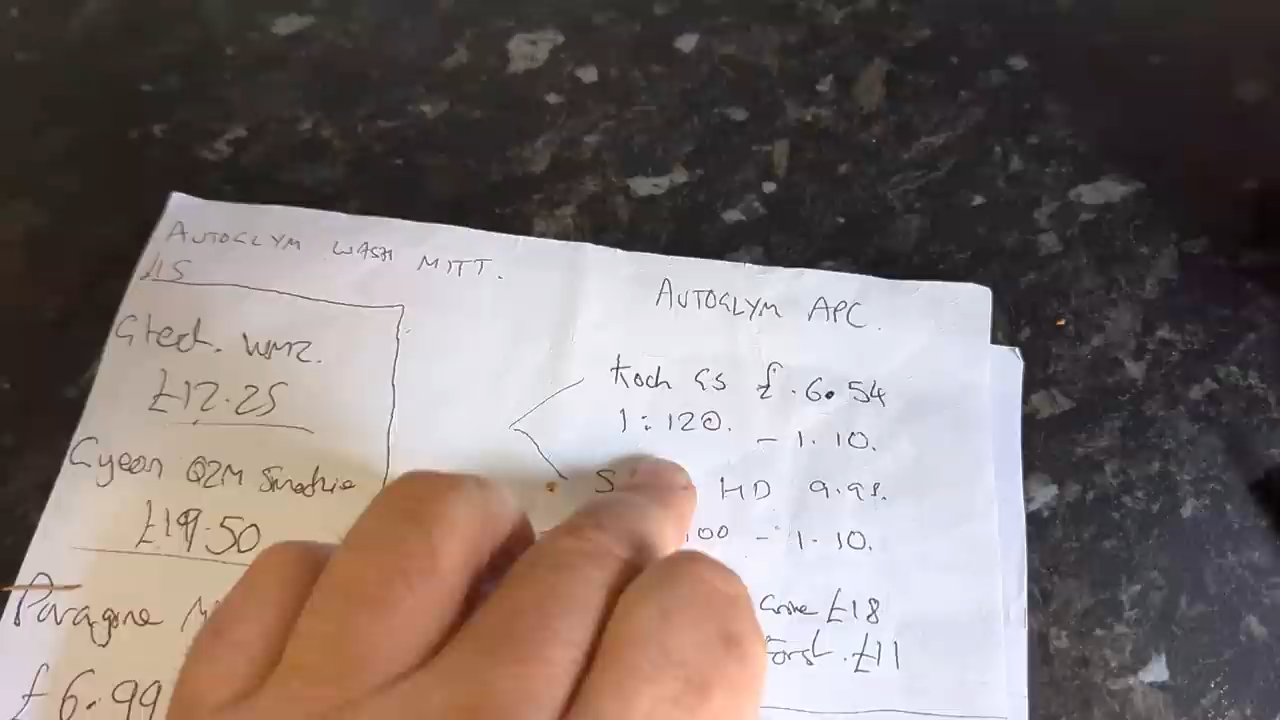 AUTOGLYM WASH MITT.
£15
Gtech. WMZ.
£12.25
Gyeon Q2M Smoothie
£19.50
Paragone
£6.99
AUTOGLYM APC.
Koch GS £.6.54
1:120. - 1.10.
HD 9.98.
- 1.10.
£18
£11